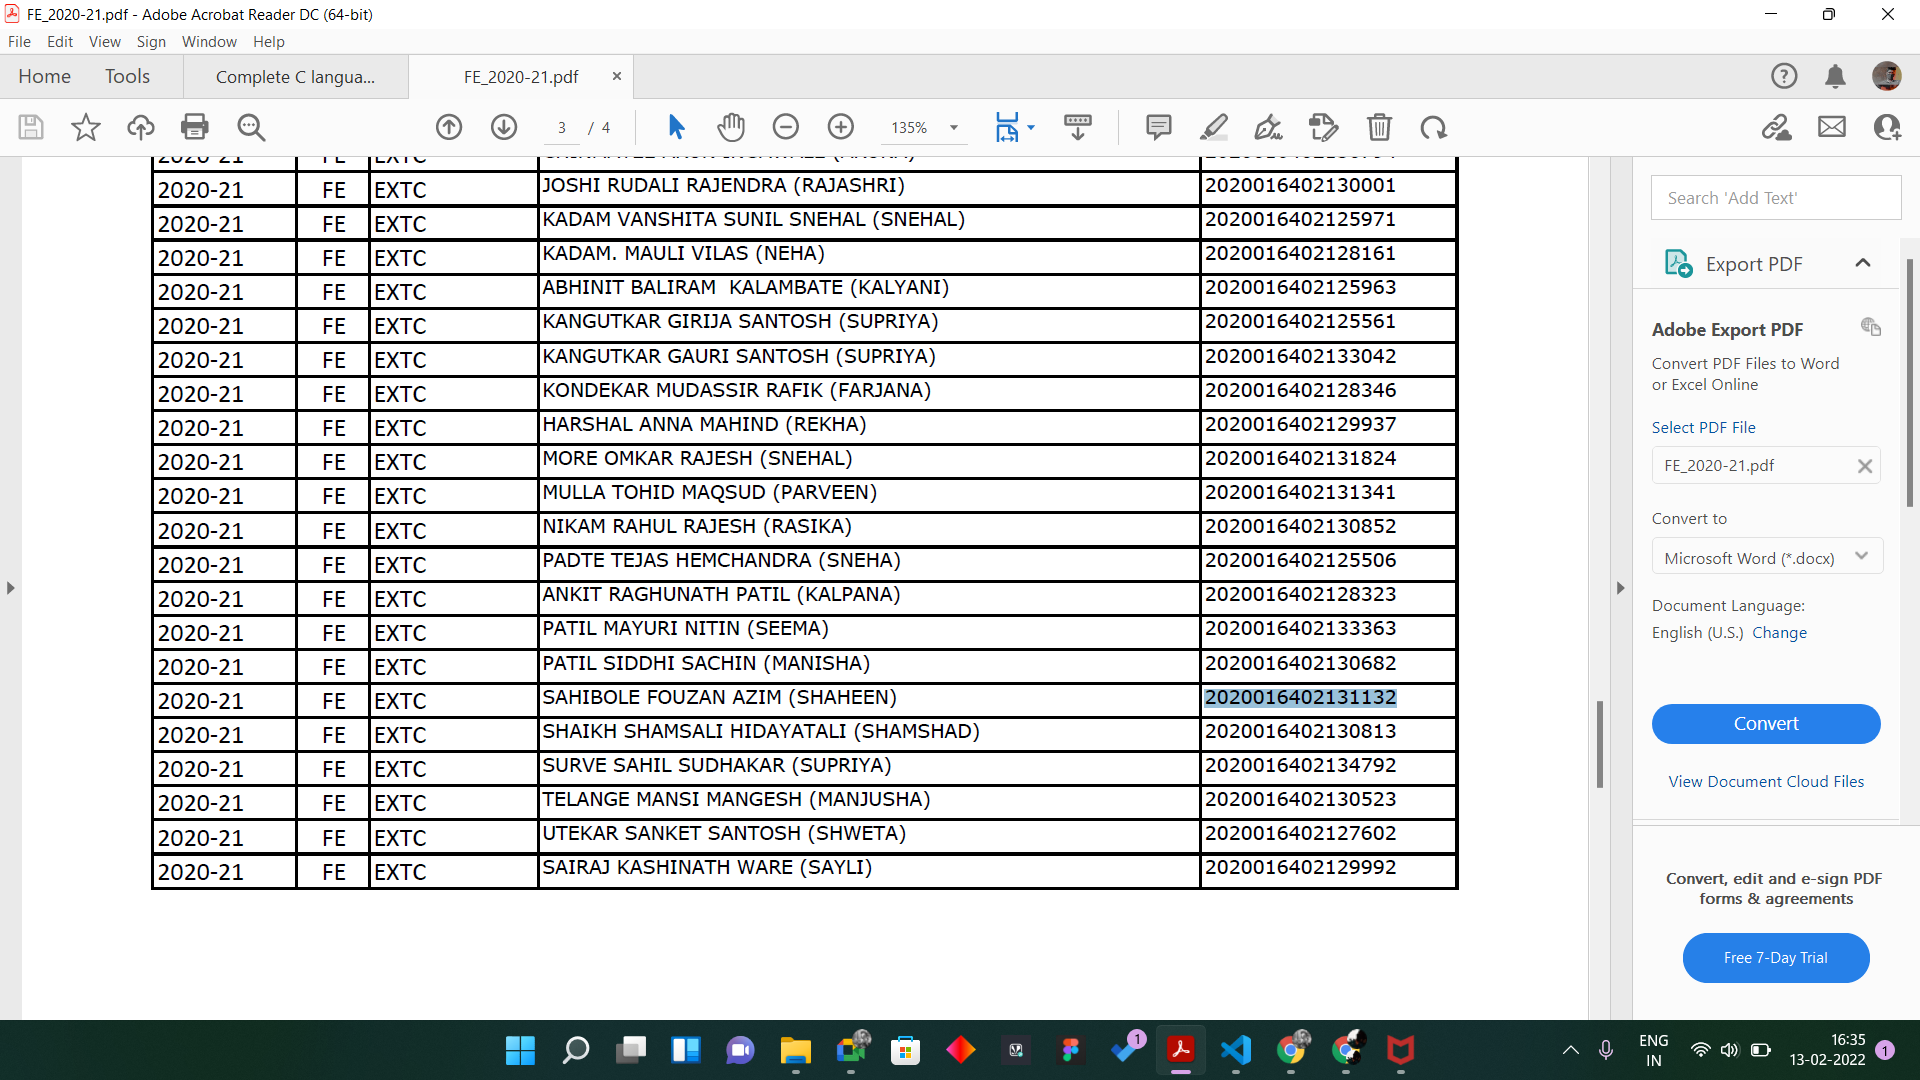 FE_2020-21.pdf - Adobe Acrobat Reader DC (64-bit)
File Edit View Sign Window Help
Home Tools Complete C langua... FE_2020-21.pdf
3 / 4 135%
2020-21 FE EXTC JOSHI RUDALI RAJENDRA (RAJASHRI) 2020016402130001
2020-21 FE EXTC KADAM VANSHITA SUNIL SNEHAL (SNEHAL) 2020016402125971
2020-21 FE EXTC KADAM. MAULI VILAS (NEHA) 2020016402128161
2020-21 FE EXTC ABHINIT BALIRAM  KALAMBATE (KALYANI) 2020016402125963
2020-21 FE EXTC KANGUTKAR GIRIJA SANTOSH (SUPRIYA) 2020016402125561
2020-21 FE EXTC KANGUTKAR GAURI SANTOSH (SUPRIYA) 2020016402133042
2020-21 FE EXTC KONDEKAR MUDASSIR RAFIK (FARJANA) 2020016402128346
2020-21 FE EXTC HARSHAL ANNA MAHIND (REKHA) 2020016402129937
2020-21 FE EXTC MORE OMKAR RAJESH (SNEHAL) 2020016402131824
2020-21 FE EXTC MULLA TOHID MAQSUD (PARVEEN) 2020016402131341
2020-21 FE EXTC NIKAM RAHUL RAJESH (RASIKA) 2020016402130852
2020-21 FE EXTC PADTE TEJAS HEMCHANDRA (SNEHA) 2020016402125506
2020-21 FE EXTC ANKIT RAGHUNATH PATIL (KALPANA) 2020016402128323
2020-21 FE EXTC PATIL MAYURI NITIN (SEEMA) 2020016402133363
2020-21 FE EXTC PATIL SIDDHI SACHIN (MANISHA) 2020016402130682
2020-21 FE EXTC SAHIBOLE FOUZAN AZIM (SHAHEEN) 2020016402131132
2020-21 FE EXTC SHAIKH SHAMSALI HIDAYATALI (SHAMSHAD) 2020016402130813
2020-21 FE EXTC SURVE SAHIL SUDHAKAR (SUPRIYA) 2020016402134792
2020-21 FE EXTC TELANGE MANSI MANGESH (MANJUSHA) 2020016402130523
2020-21 FE EXTC UTEKAR SANKET SANTOSH (SHWETA) 2020016402127602
2020-21 FE EXTC SAIRAJ KASHINATH WARE (SAYLI) 2020016402129992
Search 'Add Text'
Export PDF
Adobe Export PDF
Convert PDF Files to Word
or Excel Online
Select PDF File
FE_2020-21.pdf
Convert to
Microsoft Word (*.docx)
Document Language:
English (U.S.) Change
Convert
View Document Cloud Files
Convert, edit and e-sign PDF
forms & agreements
Free 7-Day Trial
1
ENG
IN
16:35
13-02-2022
1